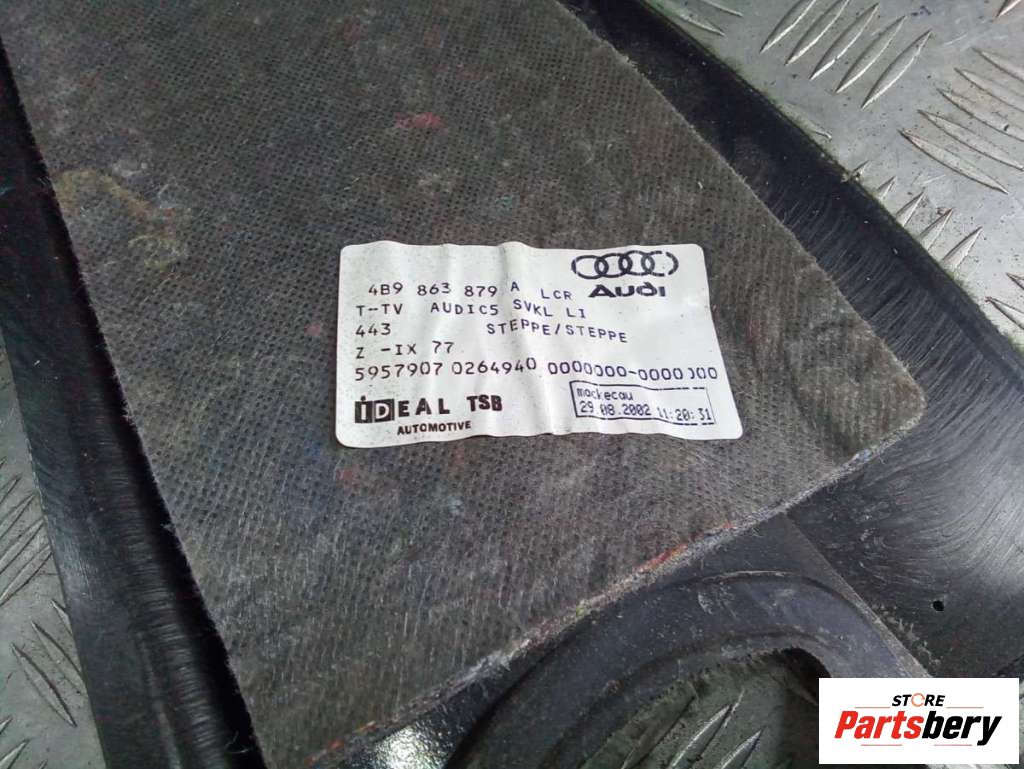 4B9 863 879 A LCR
AUDI
T-TV AUDIC5 SVKL LI
443 STEPPE/STEPPE
Z -IX 77
5957907 0264940 0000000-0000000
IDEAL TSB
AUTOMOTIVE
mackecau
29.08.2002 11:20:31
STORE
Partsbery